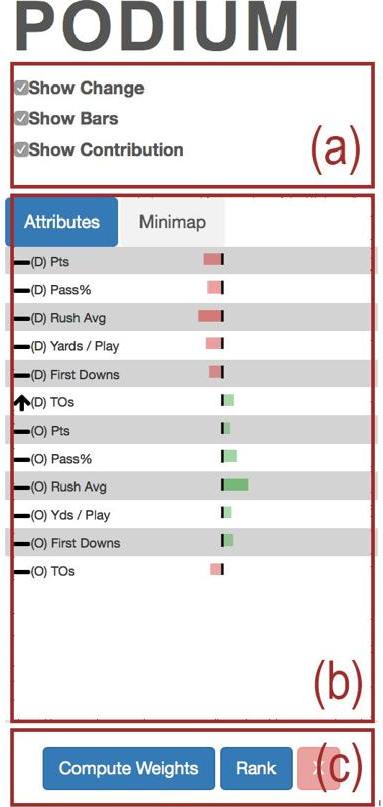 PODIUM
Show Change
Show Bars
Show Contribution
(a)
Attributes Minimap
(D) Pts
(D) Pass%
(D) Rush Avg
(D) Yards / Play
(D) First Downs
(D) TOs
(O) Pts
(O) Pass%
(O) Rush Avg
(O) Yds / Play
(O) First Downs
(O) TOs
(b)
Compute Weights Rank
(c)